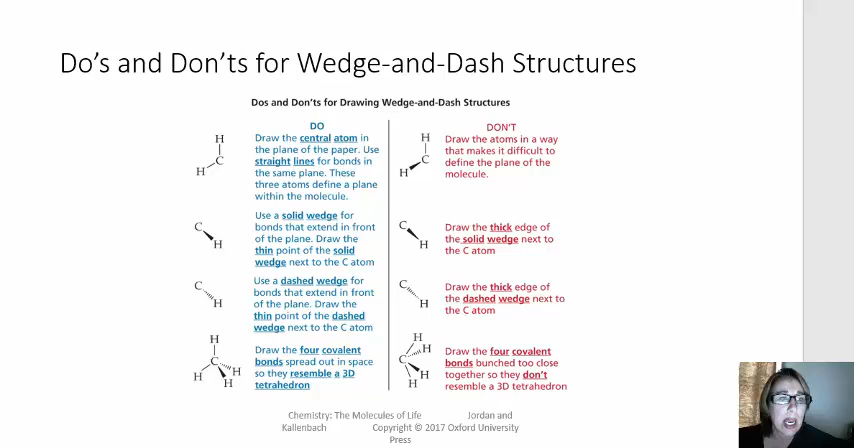 Do's and Don'ts for Wedge-and-Dash Structures
Dos and Don'ts for Drawing Wedge-and-Dash Structures
DO
Draw the central atom in
the plane of the paper. Use
straight lines for bonds in
the same plane. These
three atoms define a plane
within the molecule.
H
C
H
DON'T
Draw the atoms in a way
that makes it difficult to
define the plane of the
molecule.
H
C
H
Use a solid wedge for
bonds that extend in front
of the plane. Draw the
thin point of the solid
wedge next to the C atom
C
H
Draw the thick edge of
the solid wedge next to
the C atom
C
H
Use a dashed wedge for
bonds that extend in front
of the plane. Draw the
thin point of the dashed
wedge next to the C atom
C
H
Draw the thick edge of
the dashed wedge next to
the C atom
C
H
Draw the four covalent
bonds spread out in space
so they resemble a 3D
tetrahedron
H
C
H
H
H
Draw the four covalent
bonds bunched too close
together so they don't
resemble a 3D tetrahedron
H
H
C
H
H
Chemistry: The Molecules of Life Jordan and
Kallenbach Copyright © 2017 Oxford University
Press